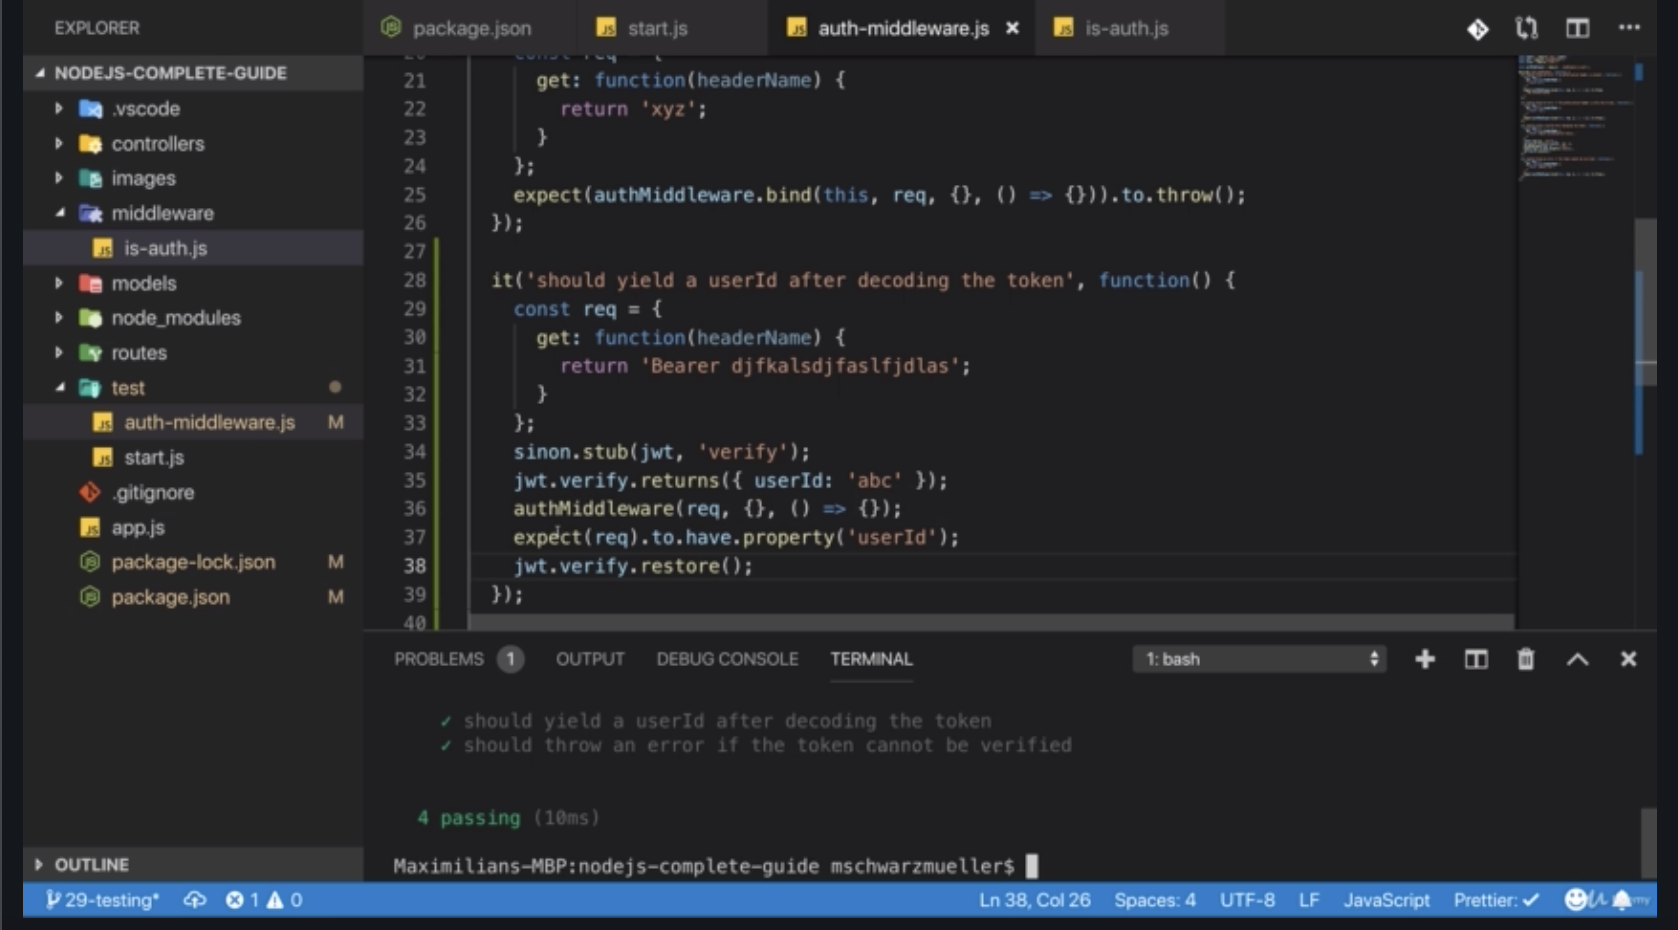 EXPLORER
package.json
start.js
auth-middleware.js
is-auth.js
NODEJS-COMPLETE-GUIDE
.vscode
controllers
images
middleware
is-auth.js
models
node_modules
routes
test
auth-middleware.js M
start.js
.gitignore
app.js
package-lock.json M
package.json M
OUTLINE
20 const req = {
21 get: function(headerName) {
22 return 'xyz';
23 }
24 };
25 expect(authMiddleware.bind(this, req, {}, () => {})).to.throw();
26 });
27
28 it('should yield a userId after decoding the token', function() {
29 const req = {
30 get: function(headerName) {
31 return 'Bearer djfkalsdjfaslfjdlas';
32 }
33 };
34 sinon.stub(jwt, 'verify');
35 jwt.verify.returns({ userId: 'abc' });
36 authMiddleware(req, {}, () => {});
37 expect(req).to.have.property('userId');
38 jwt.verify.restore();
39 });
40
PROBLEMS 1 OUTPUT DEBUG CONSOLE TERMINAL 1: bash
✓ should yield a userId after decoding the token
✓ should throw an error if the token cannot be verified
4 passing (10ms)
Maximilians-MBP:nodejs-complete-guide mschwarzmueller$
29-testing* 1 0 Ln 38, Col 26 Spaces: 4 UTF-8 LF JavaScript Prettier: ✓